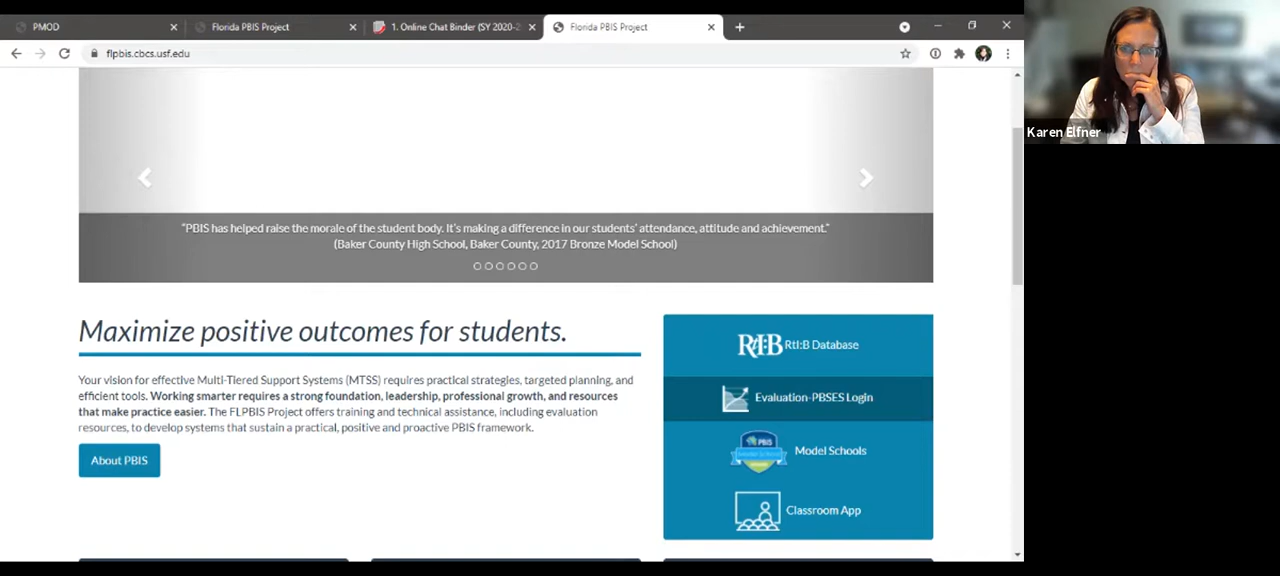 PMOD
Florida PBIS Project
1. Online Chat Binder (SY 2020-2
Florida PBIS Project
flpbis.cbcs.usf.edu
Karen Elfner
"PBIS has helped raise the morale of the student body. It's making a difference in our students' attendance, attitude and achievement."
(Baker County High School, Baker County, 2017 Bronze Model School)
Maximize positive outcomes for students.
Your vision for effective Multi-Tiered Support Systems (MTSS) requires practical strategies, targeted planning, and
efficient tools. Working smarter requires a strong foundation, leadership, professional growth, and resources
that make practice easier. The FLPBIS Project offers training and technical assistance, including evaluation
resources, to develop systems that sustain a practical, positive and proactive PBIS framework.
About PBIS
RtI:B RtI:B Database
Evaluation-PBSES Login
PBIS
Model Schools
Classroom App